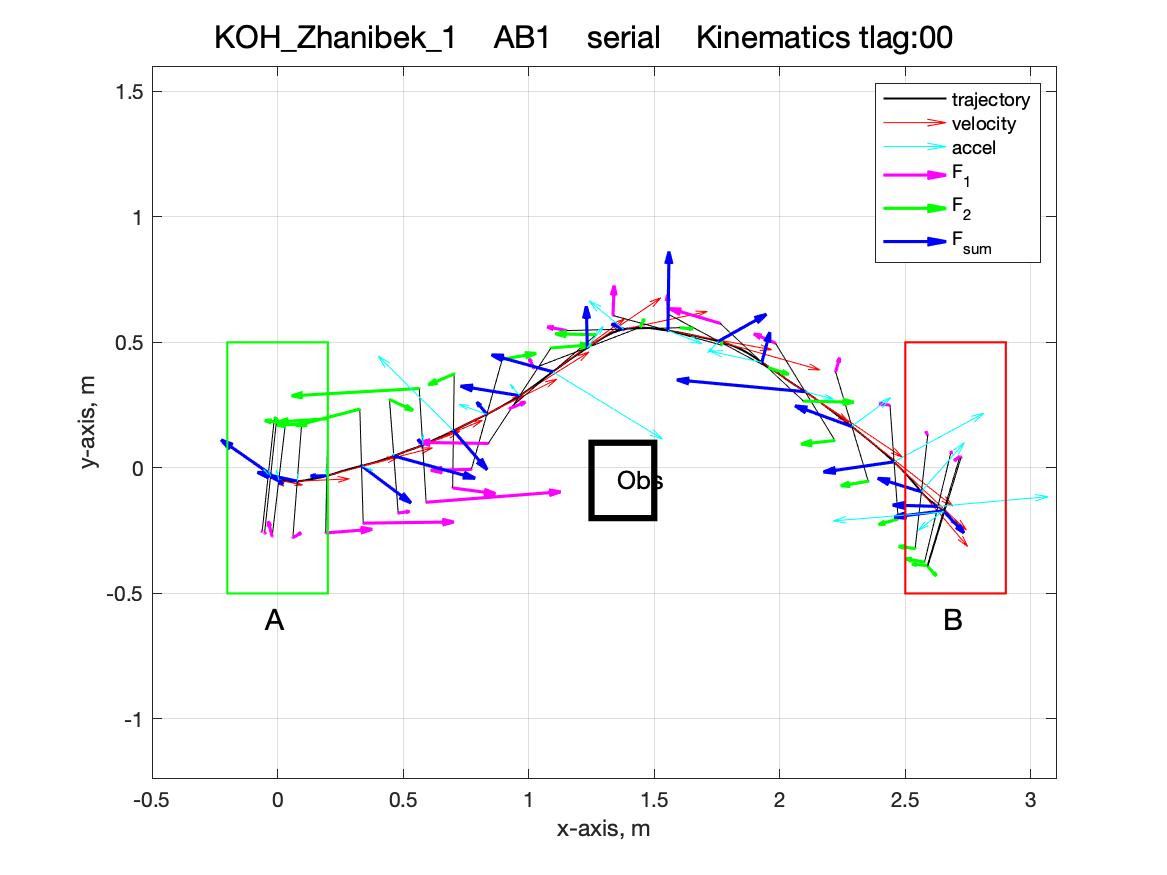 KOH_Zhanibek_1 AB1 serial Kinematics tlag:00
trajectory
velocity
accel
F1
F2
Fsum
1.5
1
0.5
0
-0.5
-1
y-axis, m
Obs
A
B
-0.5
0
0.5
1
1.5
2
2.5
3
x-axis, m